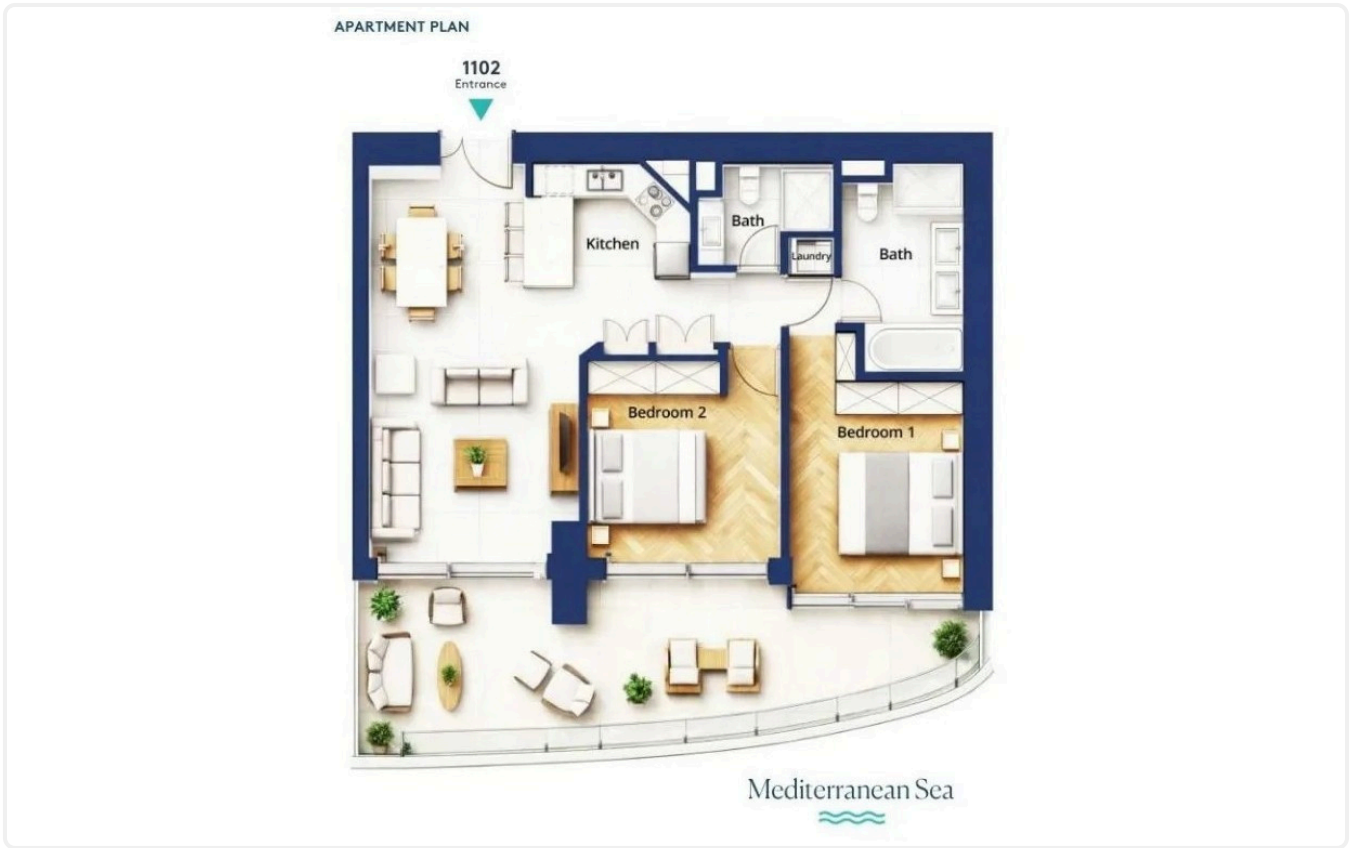 APARTMENT PLAN
1102
Entrance
Bath
Kitchen
Bath
Laundry
Bedroom 2
Bedroom 1
Mediterranean Sea